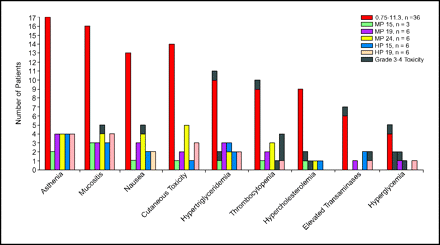 0.75-11.3, n =36
MP 15, n = 3
MP 19, n = 6
MP 24, n = 6
HP 15, n = 6
HP 19, n = 6
Grade 3-4 Toxicity
Number of Patients
17
16
15
14
13
12
11
10
9
8
7
6
5
4
3
2
1
0
Asthenia
Mucositis
Nausea
Cutaneous Toxicity
Hypertriglyceridemia
Thrombocytopenia
Hypercholesterolemia
Elevated Transaminases
Hyperglycemia